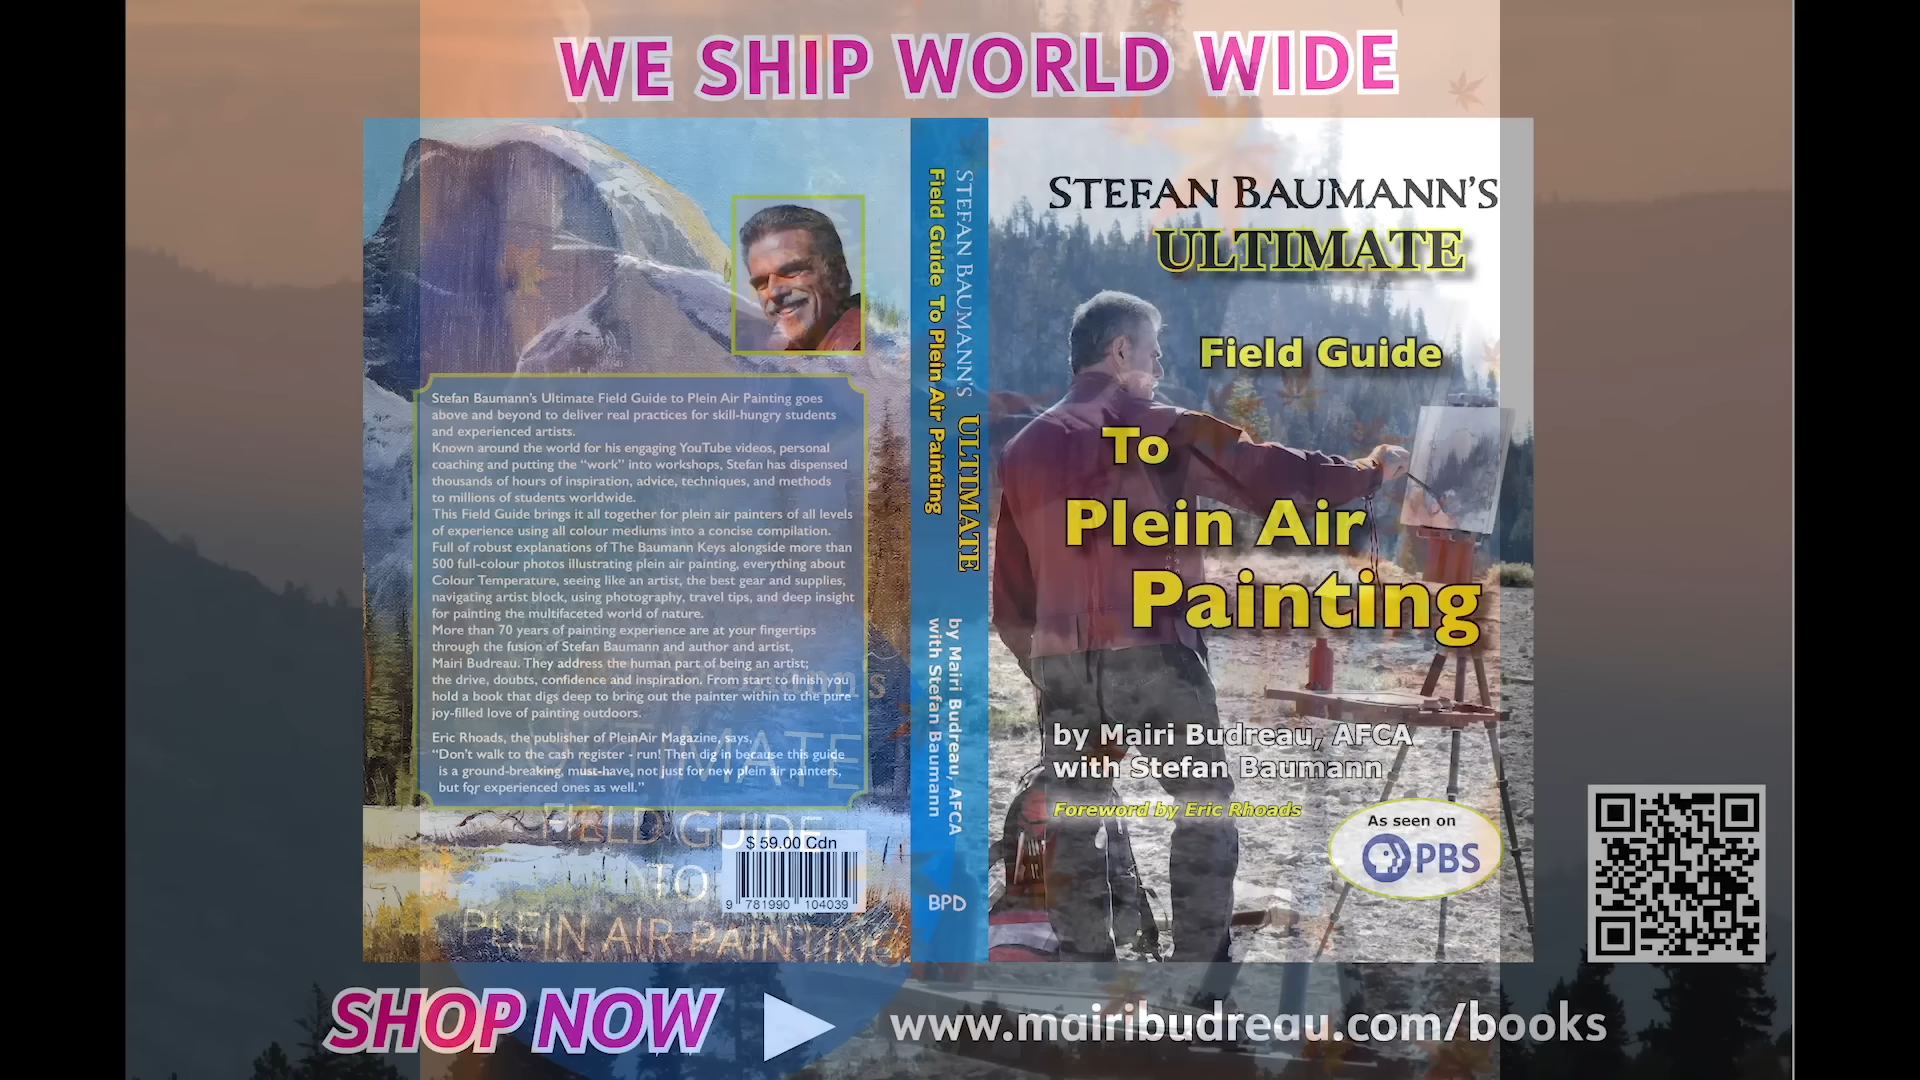 WE SHIP WORLD WIDE
Stefan Baumann's Ultimate Field Guide to Plein Air Painting goes
above and beyond to deliver real practices for skill-hungry students
and experienced artists.
Known around the world for his engaging YouTube videos, personal
coaching and putting the “work” into workshops, Stefan has dispensed
thousands of hours of inspiration, advice, techniques, and methods
to millions of students worldwide.
This Field Guide brings it all together for plein air painters of all levels
of experience using all colour mediums into a concise compilation.
Full of robust explanations of The Baumann Keys alongside more than
500 full-colour photos illustrating plein air painting, everything about
Colour Temperature, seeing like an artist, the best gear and supplies,
navigating artist block, using photography, travel tips, and deep insight
for painting the multifaceted world of nature.
More than 70 years of painting experience are at your fingertips
through the fusion of Stefan Baumann and author and artist,
Mairi Budreau. They address the human part of being an artist;
the drive, doubts, confidence and inspiration. From start to finish you
hold a book that digs deep to bring out the painter within to the pure
joy-filled love of painting outdoors.
Eric Rhoads, the publisher of PleinAir Magazine, says,
“Don't walk to the cash register - run! Then dig in because this guide
is a ground-breaking, must-have, not just for new plein air painters,
but for experienced ones as well.”
ULTIMATE
FIELD GUIDE
TO
PLEIN AIR PAINTING
$ 59.00 Cdn
9 781990 104039
STEFAN BAUMANN'S ULTIMATE
Field Guide To Plein Air Painting
by Mairi Budreau, AFCA
with Stefan Baumann
BPD
STEFAN BAUMANN'S
ULTIMATE
Field Guide
To
Plein Air
Painting
by Mairi Budreau, AFCA
with Stefan Baumann
Foreword by Eric Rhoads
As seen on
PBS
SHOP NOW
www.mairibudreau.com/books